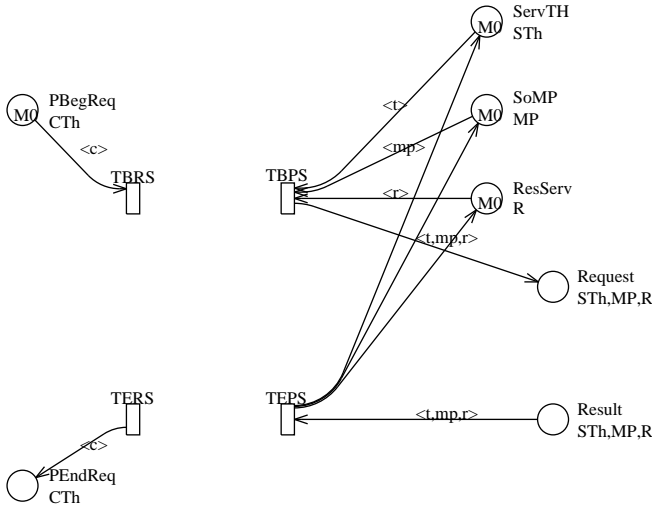 ServTH
STh
M0
<t>
PBegReq
CTh
M0
SoMP
MP
M0
<c>
<mp>
TBRS
TBPS
<r>
ResServ
R
M0
<t,mp,r>
Request
STh,MP,R
TERS
TEPS
<t,mp,r>
Result
STh,MP,R
<c>
PEndReq
CTh